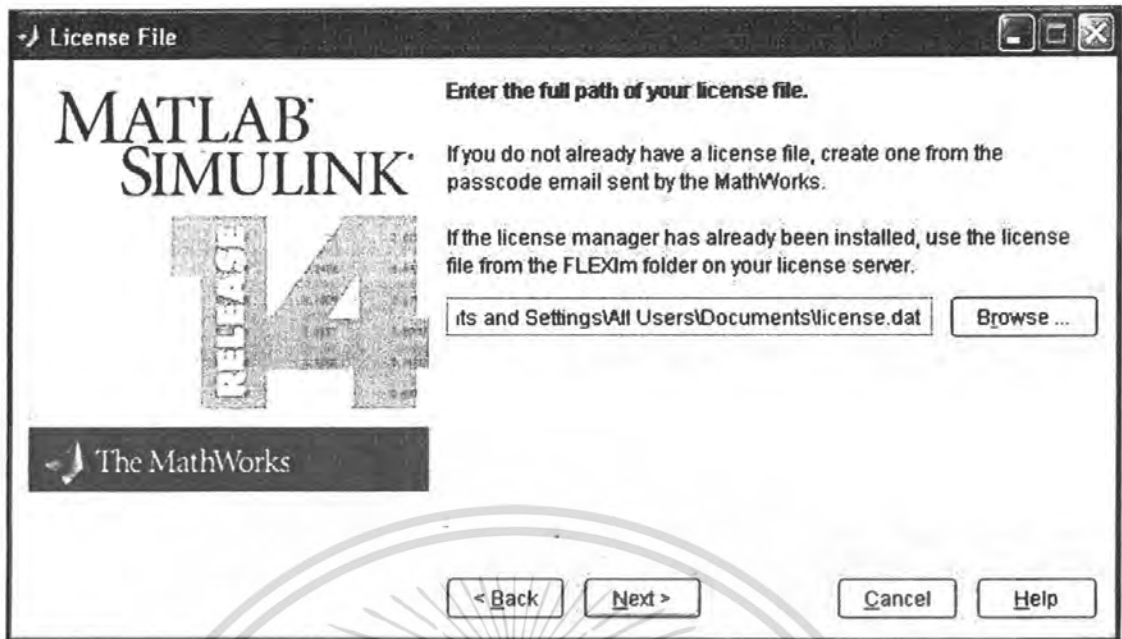 License File
MATLAB
SIMULINK
RELEASE
14
The MathWorks
Enter the full path of your license file.
If you do not already have a license file, create one from the
passcode email sent by the MathWorks.
If the license manager has already been installed, use the license
file from the FLEXlm folder on your license server.
its and Settings\All Users\Documents\license.dat
Browse ...
< Back
Next >
Cancel
Help